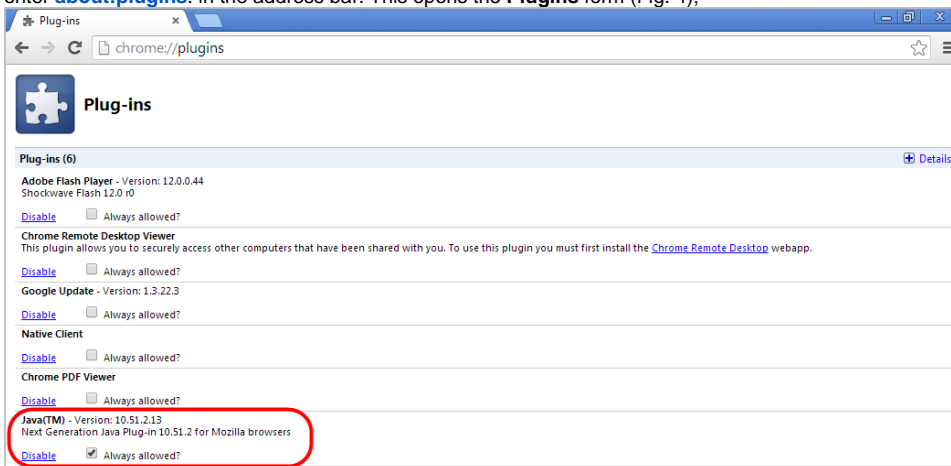 enter about:plugins. in the address bar. This opens the Plugins form (Fig. 4);
Plug-ins
chrome://plugins
Plug-ins
Plug-ins (6)
Details
Adobe Flash Player - Version: 12.0.0.44
Shockwave Flash 12.0 r0
Disable Always allowed?
Chrome Remote Desktop Viewer
This plugin allows you to securely access other computers that have been shared with you. To use this plugin you must first install the Chrome Remote Desktop webapp.
Disable Always allowed?
Google Update - Version: 1.3.22.3
Disable Always allowed?
Native Client
Disable Always allowed?
Chrome PDF Viewer
Disable Always allowed?
Java(TM) - Version: 10.51.2.13
Next Generation Java Plug-in 10.51.2 for Mozilla browsers
Disable Always allowed?